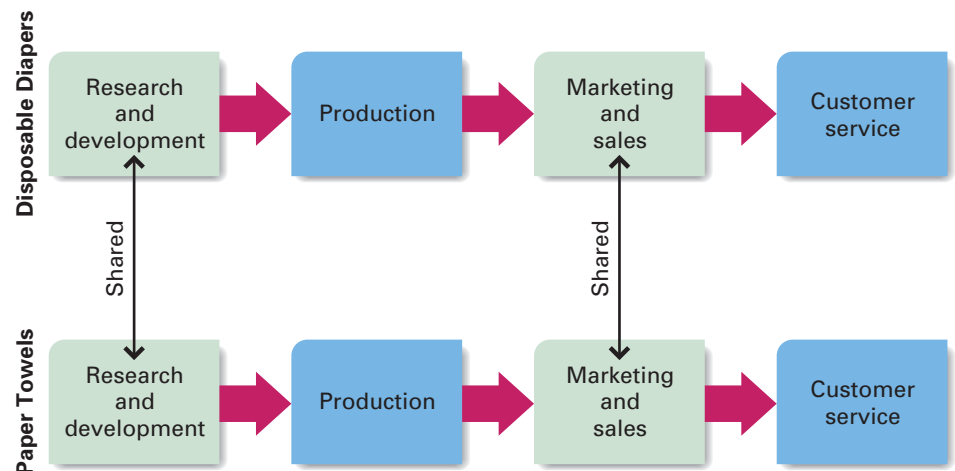 Disposable Diapers
Research
and
development
Production
Marketing
and
sales
Customer
service
Shared
Shared
Paper Towels
Research
and
development
Production
Marketing
and
sales
Customer
service